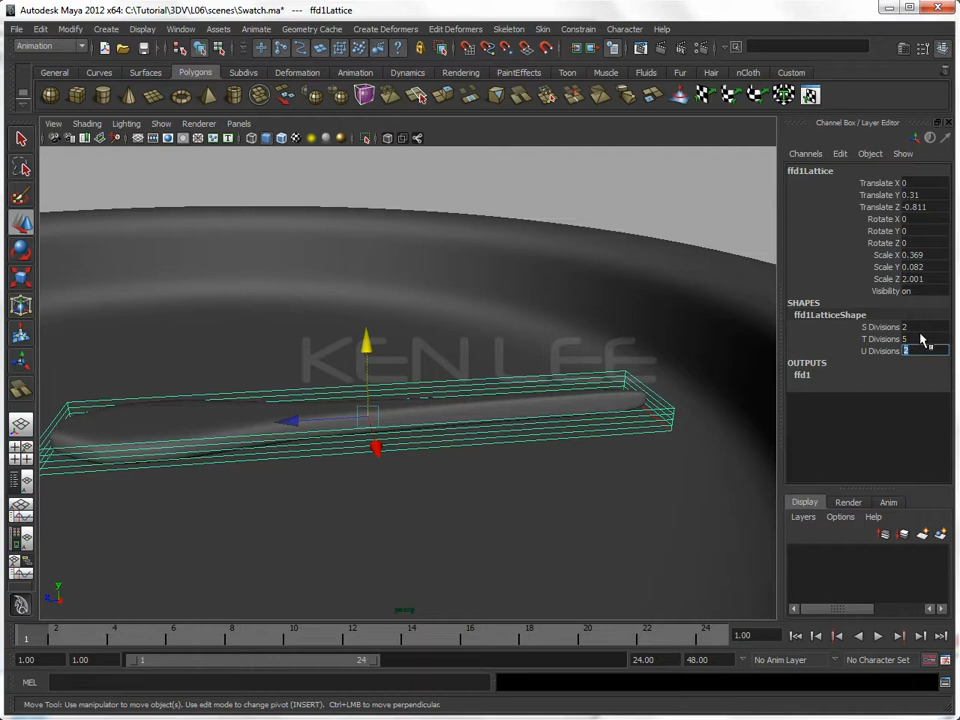 Autodesk Maya 2012 x64: C:\Tutorial\3DV\L06\scenes\Swatch.ma* --- ffd1Lattice
File Edit Modify Create Display Window Assets Animate Geometry Cache Create Deformers Edit Deformers Skeleton Skin Constrain Character Help
Animation
General Curves Surfaces Polygons Subdivs Deformation Animation Dynamics Rendering PaintEffects Toon Muscle Fluids Fur Hair nCloth Custom
View Shading Lighting Show Renderer Panels
Channel Box / Layer Editor
Channels Edit Object Show
ffd1Lattice
Translate X 0
Translate Y 0.31
Translate Z -0.811
Rotate X 0
Rotate Y 0
Rotate Z 0
Scale X 0.369
Scale Y 0.082
Scale Z 2.001
Visibility on
SHAPES
ffd1LatticeShape
S Divisions 2
T Divisions 5
U Divisions 2
OUTPUTS
ffd1
KEN LEE
Display Render Anim
Layers Options Help
y
z
persp
2 4 6 8 10 12 14 16 18 20 22 24
1
1.00
1.00 1.00 1 24 24.00 48.00 No Anim Layer No Character Set
MEL
Move Tool: Use manipulator to move object(s). Use edit mode to change pivot (INSERT). Ctrl+LMB to move perpendicular.